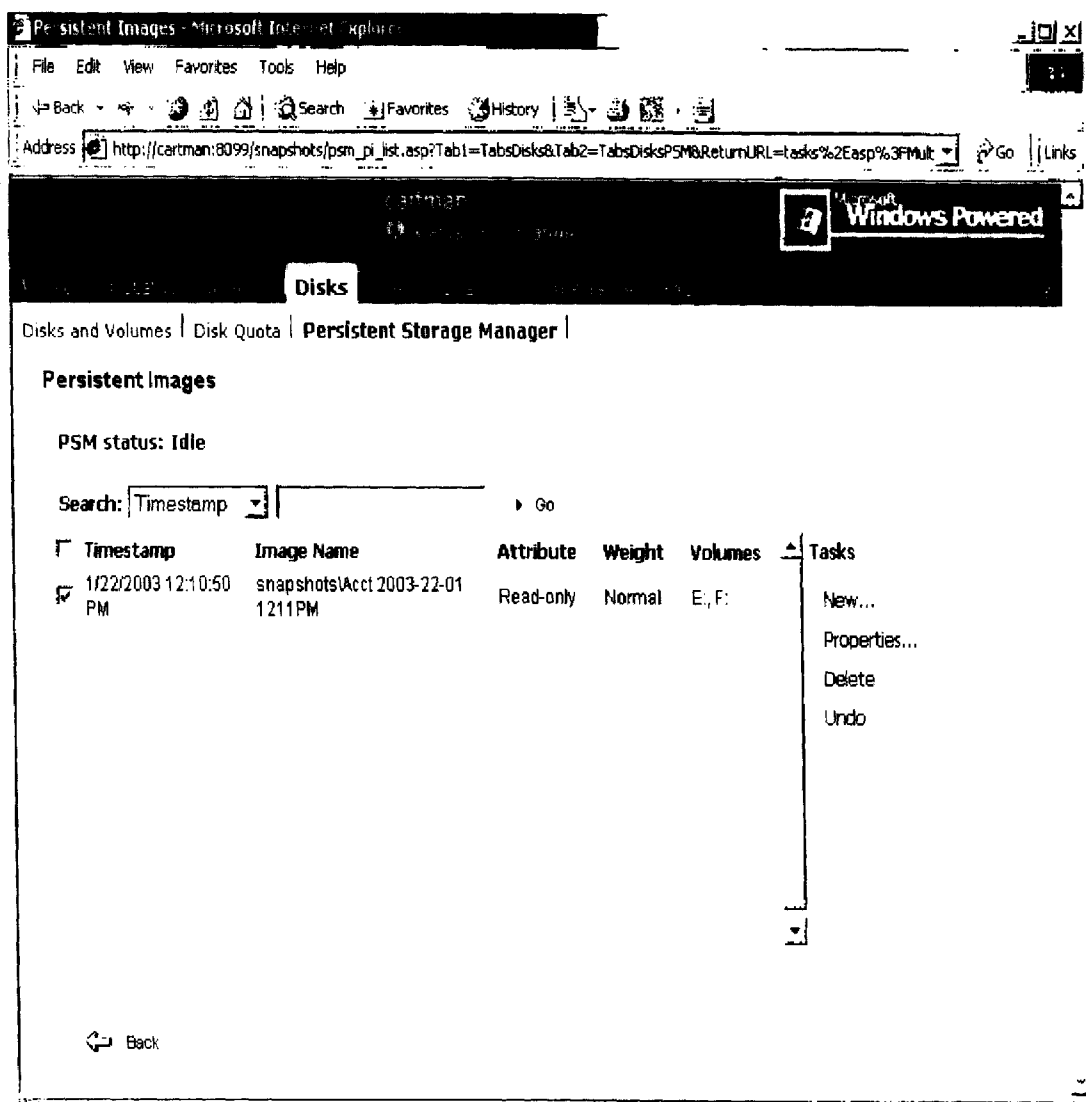 Persistent Images - Microsoft Internet Explorer
File Edit View Favorites Tools Help
Back Search Favorites History
Address http://cartman:8099/snapshots/psm_pi_list.asp?Tab1=TabsDisks&Tab2=TabsDisksPSM&ReturnURL=tasks%2Easp%3FMult Go Links
cartman
Microsoft
Windows Powered
Disks
Disks and Volumes | Disk Quota | Persistent Storage Manager |
Persistent Images
PSM status: Idle
Search: Timestamp Go
Timestamp Image Name Attribute Weight Volumes Tasks
1/22/2003 12:10:50 snapshots\Acct 2003-22-01 Read-only Normal E:, F: New...
PM 1211PM
Properties...
Delete
Undo
Back